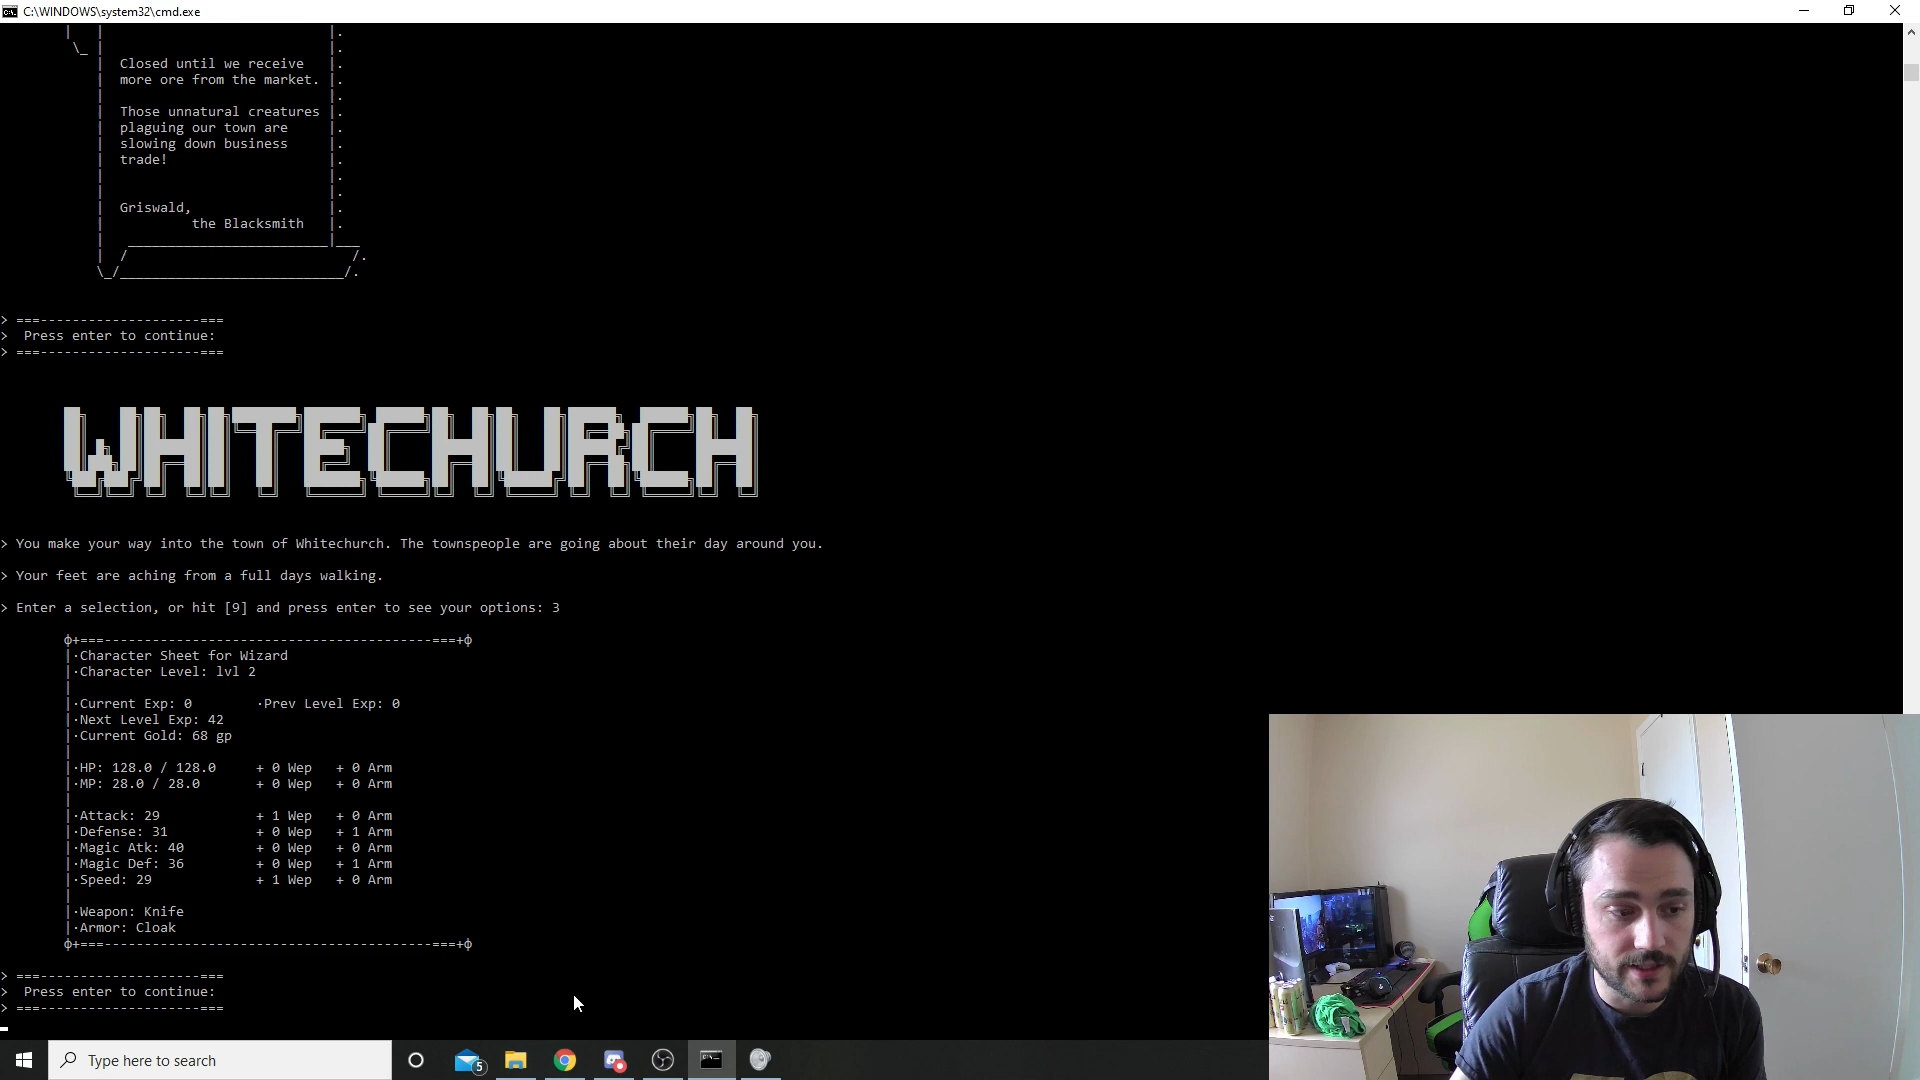 C:\WINDOWS\system32\cmd.exe
Closed until we receive
more ore from the market.
Those unnatural creatures
plaguing our town are
slowing down business
trade!
Griswald,
the Blacksmith
> ===---------------------===
> Press enter to continue:
> ===---------------------===
WHITECHURCH
> You make your way into the town of Whitechurch. The townspeople are going about their day around you.
> Your feet are aching from a full days walking.
> Enter a selection, or hit [9] and press enter to see your options: 3
·Character Sheet for Wizard
·Character Level: lvl 2
·Current Exp: 0 ·Prev Level Exp: 0
·Next Level Exp: 42
·Current Gold: 68 gp
·HP: 128.0 / 128.0 + 0 Wep + 0 Arm
·MP: 28.0 / 28.0 + 0 Wep + 0 Arm
·Attack: 29 + 1 Wep + 0 Arm
·Defense: 31 + 0 Wep + 1 Arm
·Magic Atk: 40 + 0 Wep + 0 Arm
·Magic Def: 36 + 0 Wep + 1 Arm
·Speed: 29 + 1 Wep + 0 Arm
·Weapon: Knife
·Armor: Cloak
> ===---------------------===
> Press enter to continue:
> ===---------------------===
Type here to search
5